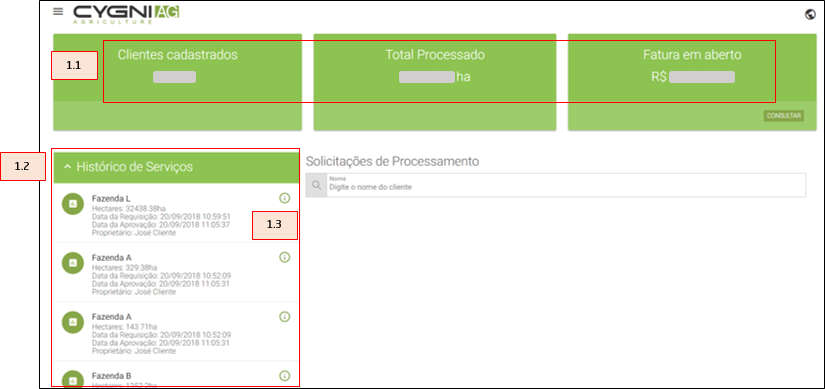 CYGNI AG
AGRICULTURE
Clientes cadastrados
Total Processado
ha
Fatura em aberto
R$
CONSULTAR
1.1
1.2
Histórico de Serviços
Fazenda L
Hectares: 32438.38ha
Data da Requisição: 20/09/2018 10:59:51
Data da Aprovação: 20/09/2018 11:05:37
Proprietário: José Cliente
1.3
Fazenda A
Hectares: 329.38ha
Data da Requisição: 20/09/2018 10:52:09
Data da Aprovação: 20/09/2018 11:05:31
Proprietário: José Cliente
Fazenda A
Hectares: 143.71ha
Data da Requisição: 20/09/2018 10:52:09
Data da Aprovação: 20/09/2018 11:05:31
Proprietário: José Cliente
Fazenda B
Solicitações de Processamento
Nome
Digite o nome do cliente